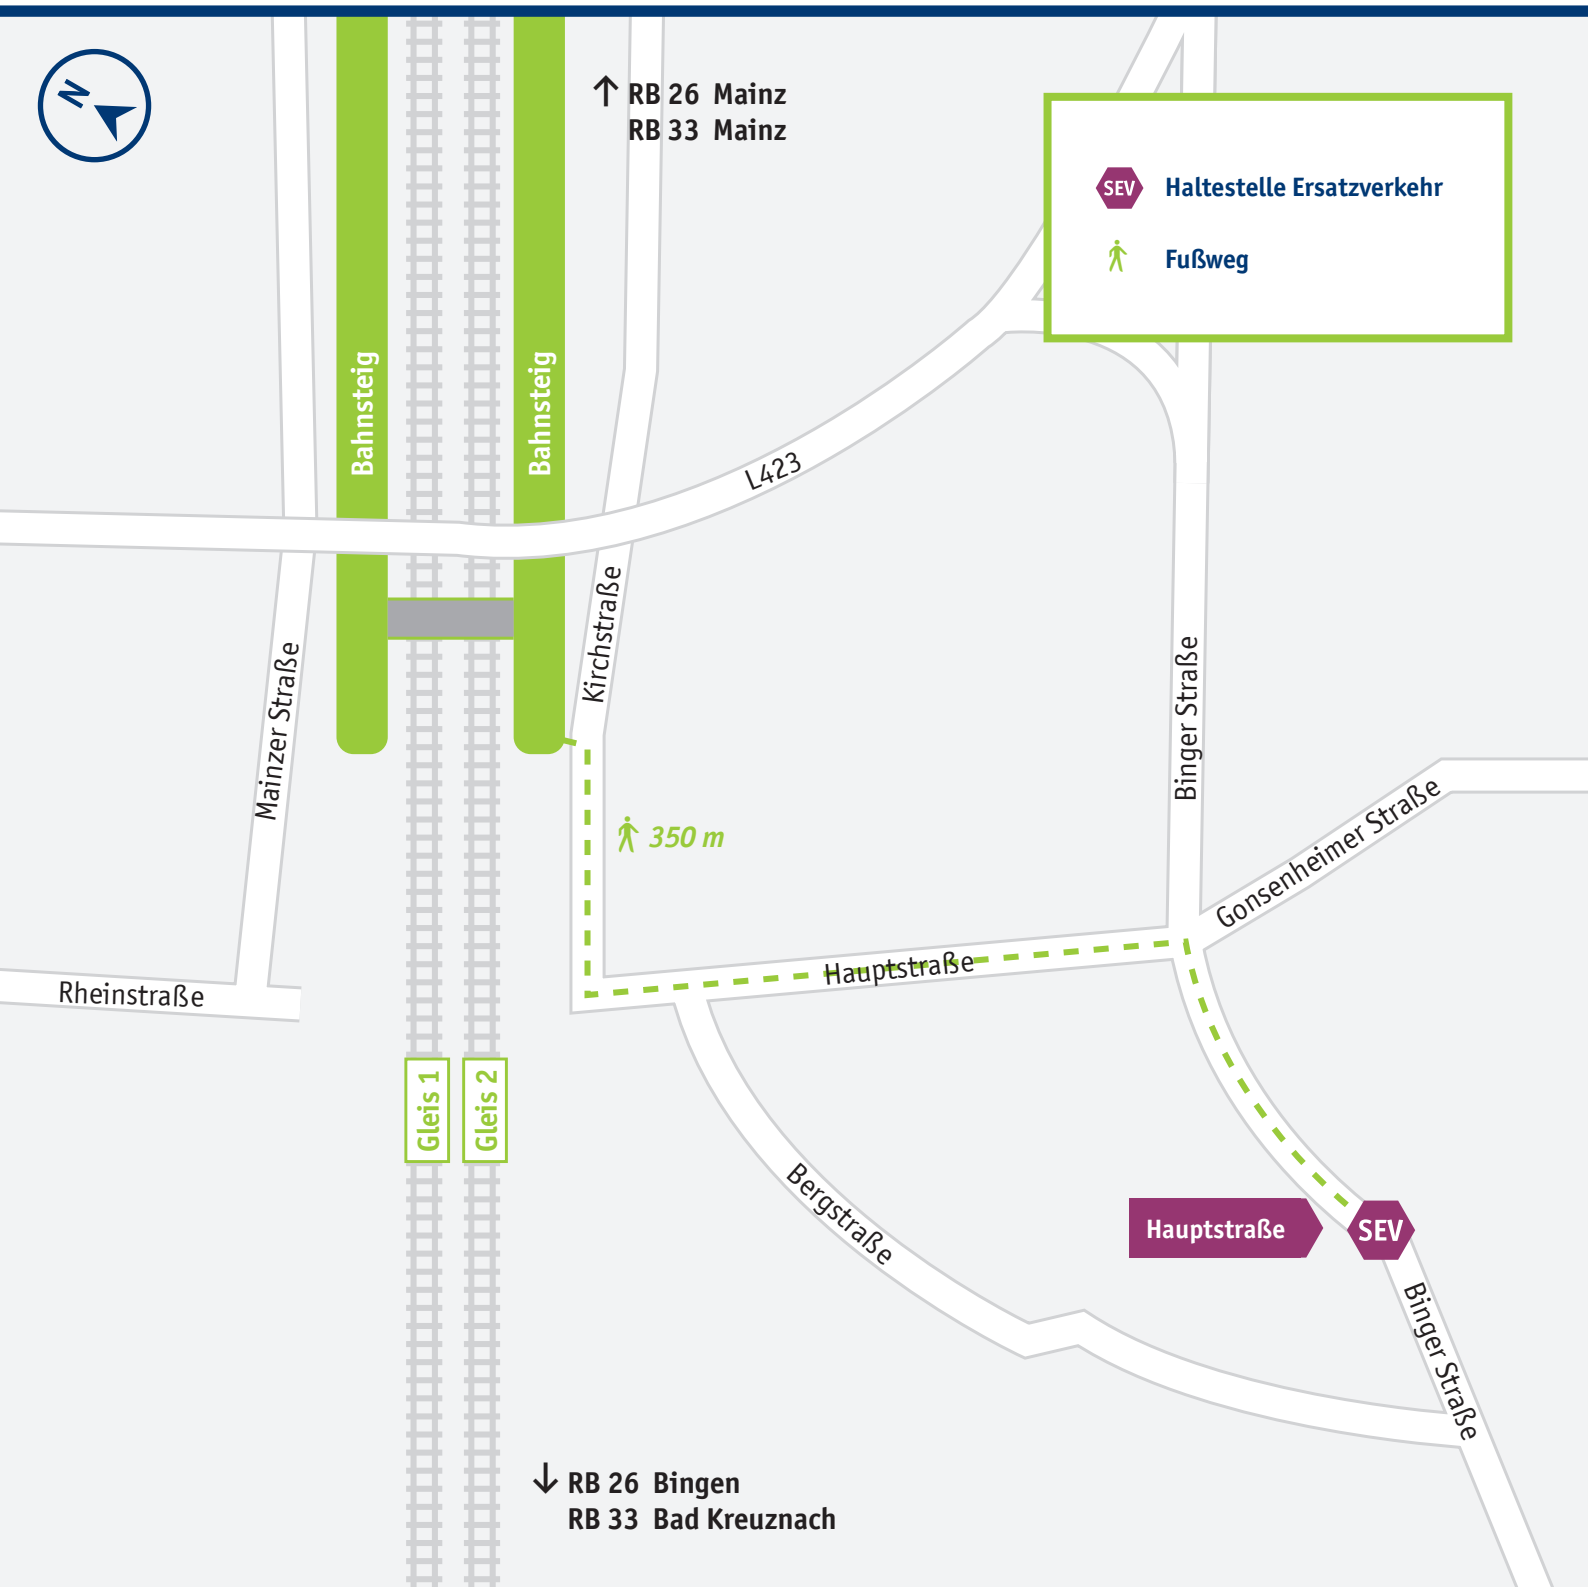 N
↑ RB 26 Mainz
RB 33 Mainz
SEV Haltestelle Ersatzverkehr
Fußweg
Bahnsteig
Bahnsteig
L423
Kirchstraße
Mainzer Straße
Binger Straße
Gonsenheimer Straße
350 m
Hauptstraße
Rheinstraße
Gleis 1
Gleis 2
Bergstraße
Hauptstraße
SEV
Binger Straße
↓ RB 26 Bingen
RB 33 Bad Kreuznach